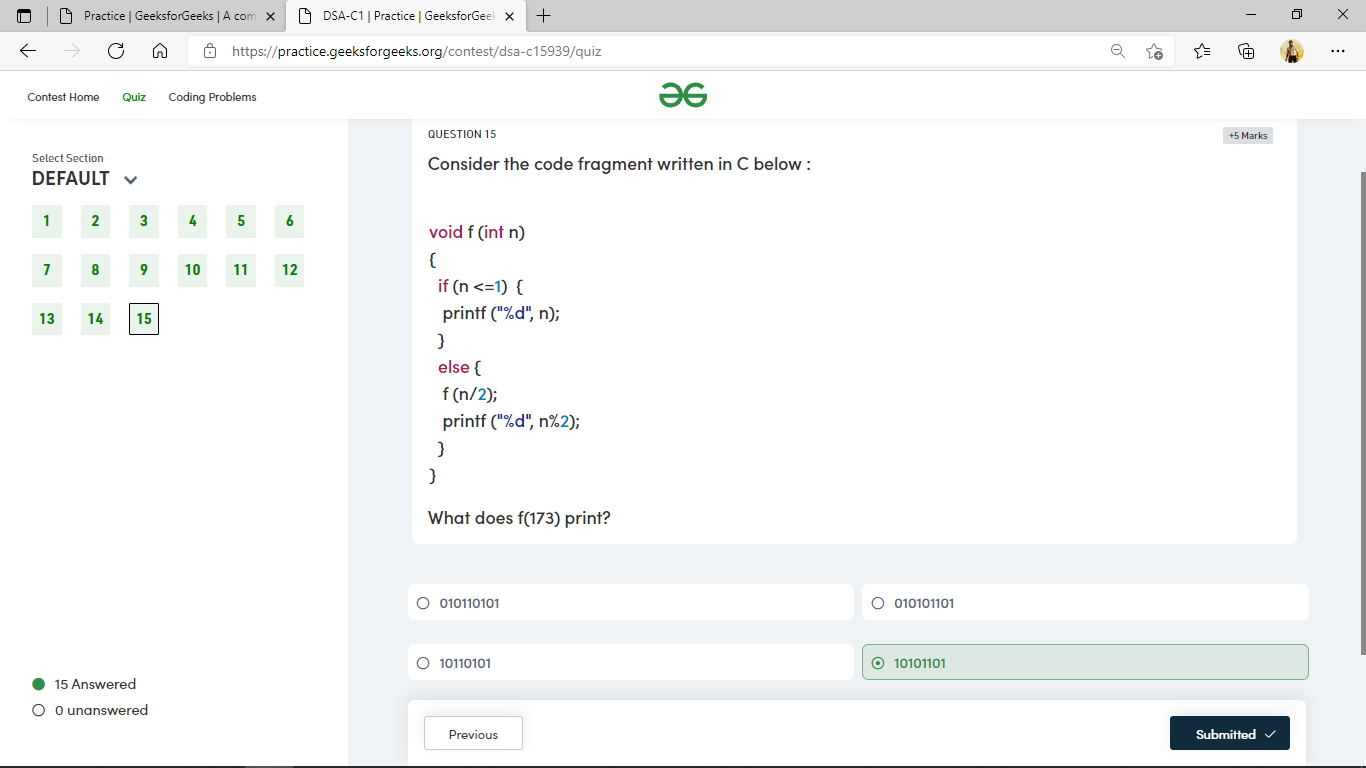 Practice | GeeksforGeeks | A com
DSA-C1 | Practice | GeeksforGee
https://practice.geeksforgeeks.org/contest/dsa-c15939/quiz
Contest Home Quiz Coding Problems
Select Section
DEFAULT
1 2 3 4 5 6
7 8 9 10 11 12
13 14 15
15 Answered
0 unanswered
QUESTION 15
+5 Marks
Consider the code fragment written in C below :
void f (int n)
{
if (n <=1) {
printf ("%d", n);
}
else {
f (n/2);
printf ("%d", n%2);
}
}
What does f(173) print?
010110101
010101101
10110101
10101101
Previous
Submitted